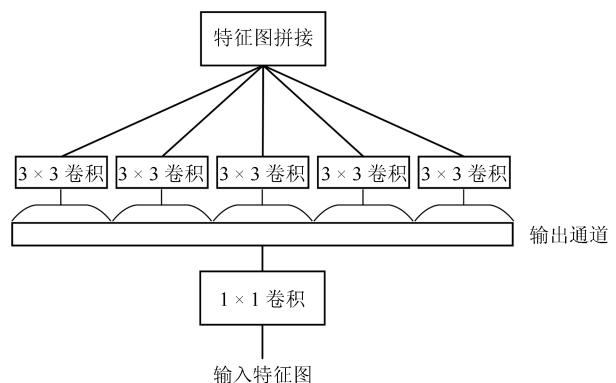 特征图拼接
3 × 3 卷积 3 × 3 卷积 3 × 3 卷积 3 × 3 卷积 3 × 3 卷积
输出通道
1 × 1 卷积
输入特征图